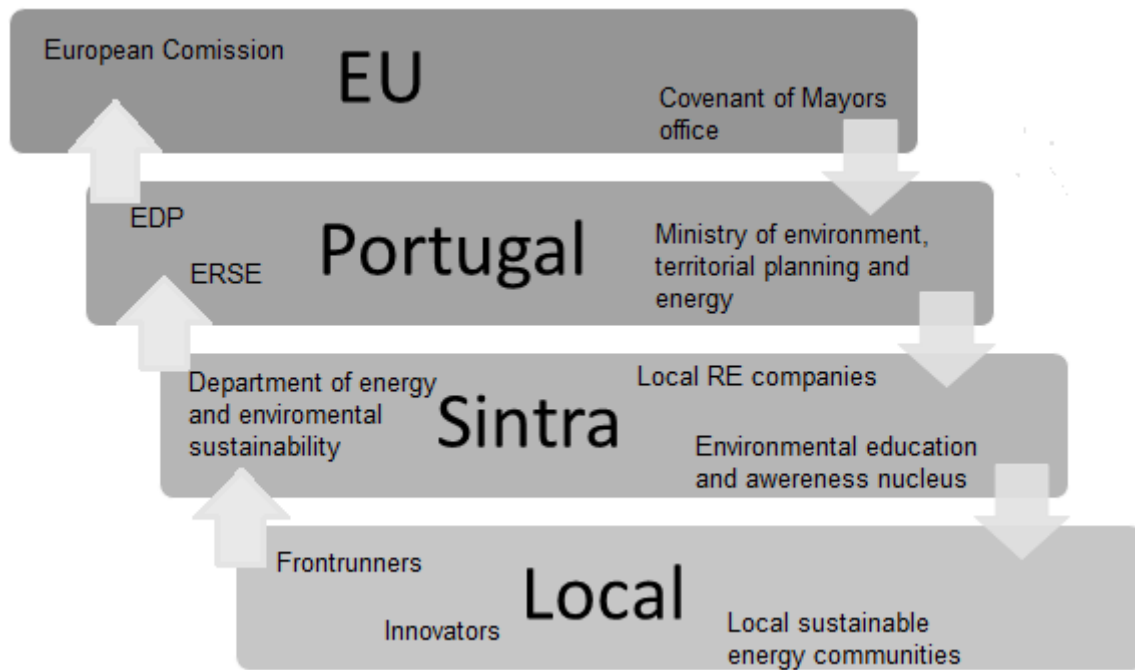 European Comission
EU
Covenant of Mayors
office
EDP
ERSE
Portugal
Ministry of environment,
territorial planning and
energy
Department of energy
and enviromental
sustainability
Sintra
Local RE companies
Environmental education
and awereness nucleus
Frontrunners
Innovators
Local
Local sustainable
energy communities